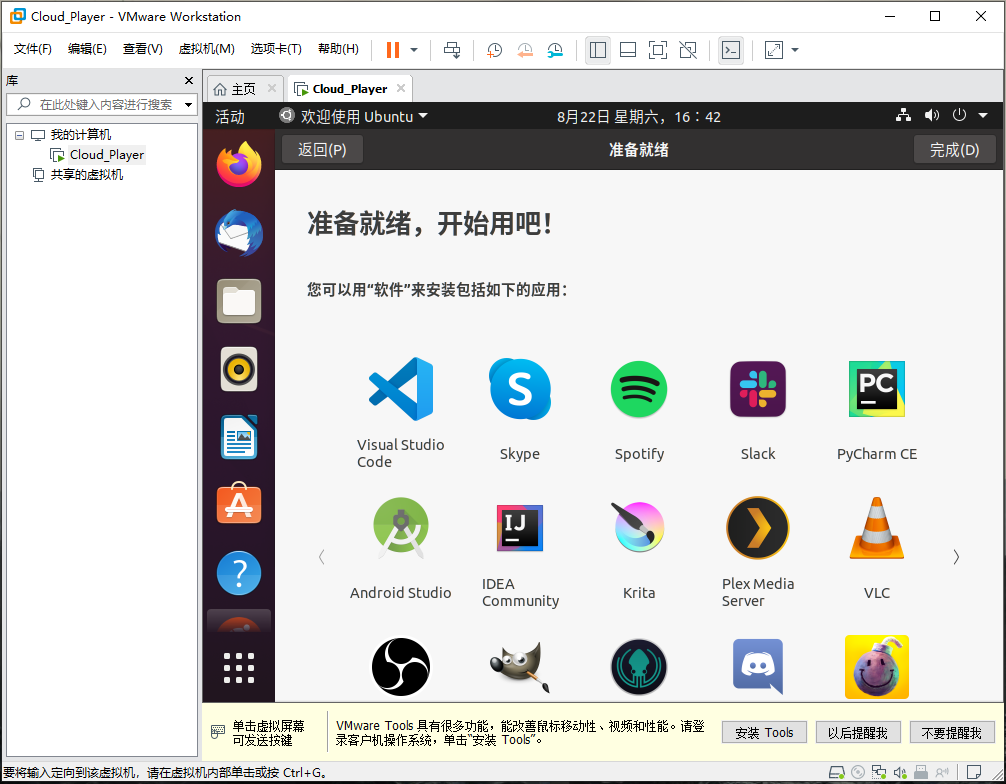 Cloud_Player - VMware Workstation
文件(F) 编辑(E) 查看(V) 虚拟机(M) 选项卡(T) 帮助(H)
库
在此处键入内容进行搜索
我的计算机
Cloud_Player
共享的虚拟机
主页
Cloud_Player
活动
欢迎使用 Ubuntu
8月22日 星期六，16：42
返回(P)
准备就绪
完成(D)
准备就绪，开始用吧！
您可以用“软件”来安装包括如下的应用：
Visual Studio
Code
Skype
Spotify
Slack
PC
PyCharm CE
Android Studio
IJ
IDEA
Community
Krita
Plex Media
Server
VLC
单击虚拟屏幕
可发送按键
VMware Tools 具有很多功能，能改善鼠标移动性、视频和性能。请登
录客户机操作系统，单击“安装 Tools”。
安装 Tools
以后提醒我
不要提醒我
要将输入定向到该虚拟机，请在虚拟机内部单击或按 Ctrl+G。